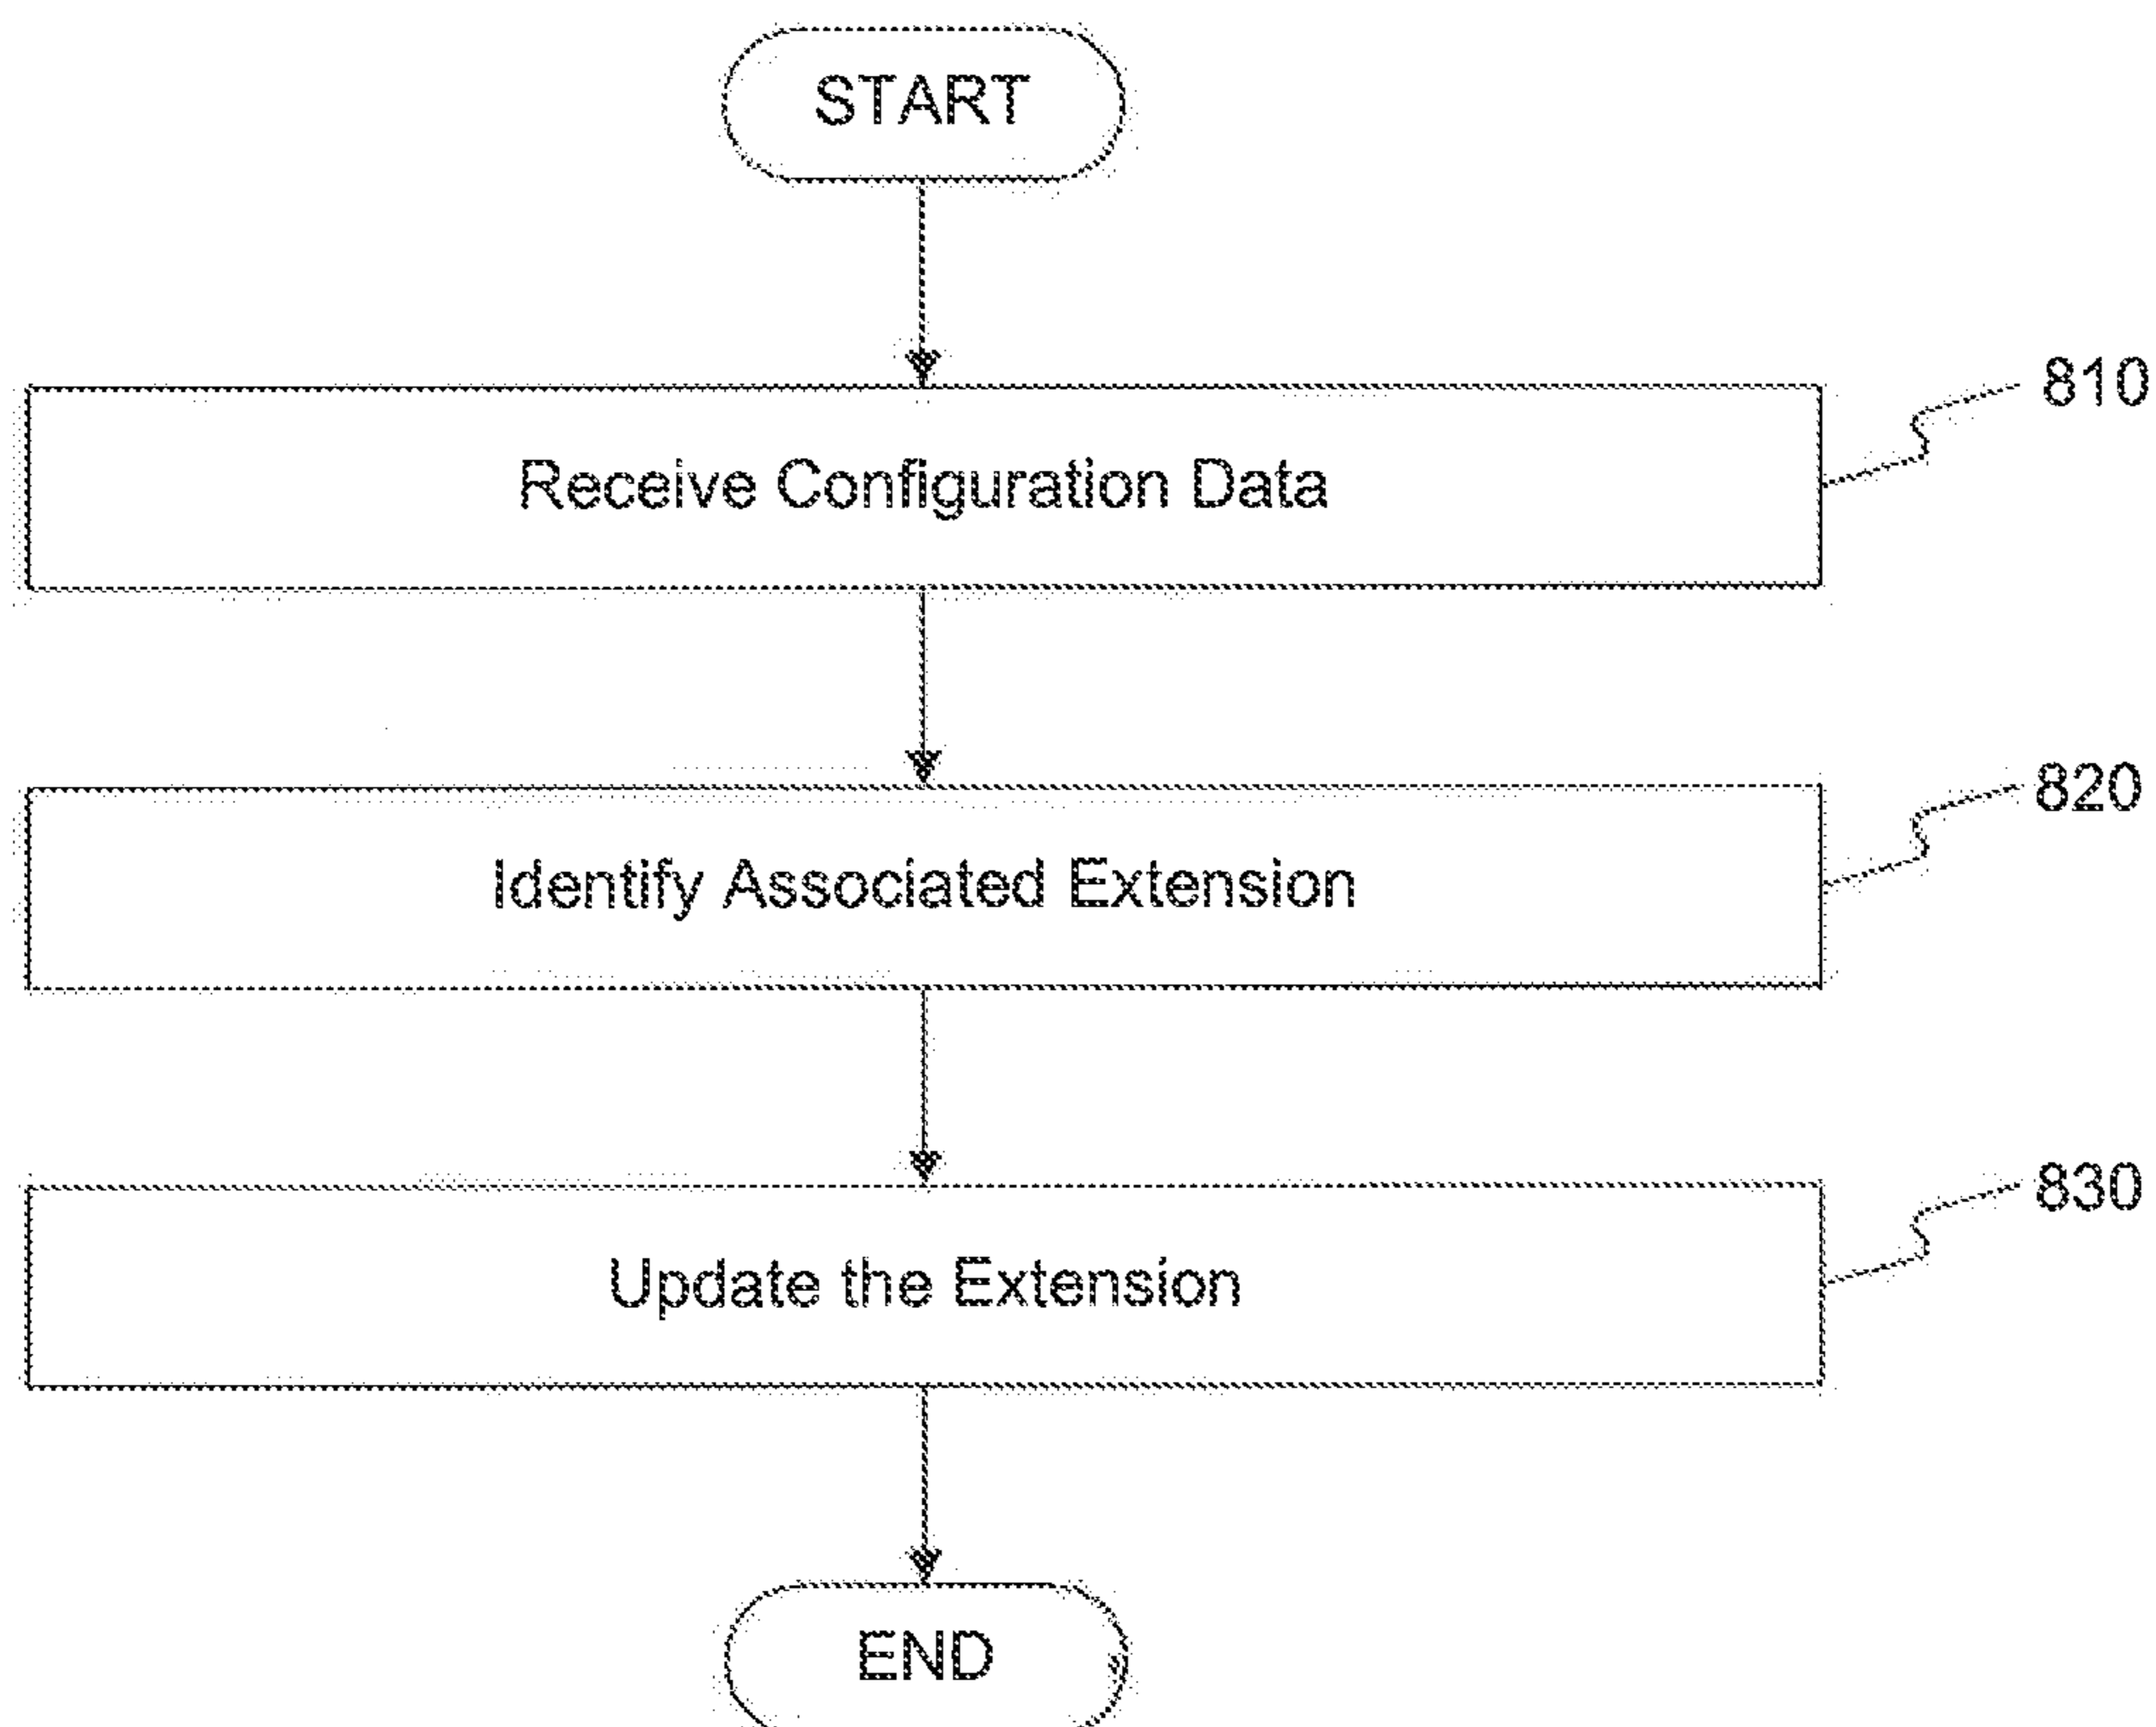 START
810
Receive Configuration Data
820
Identify Associated Extension
830
Update the Extension
END